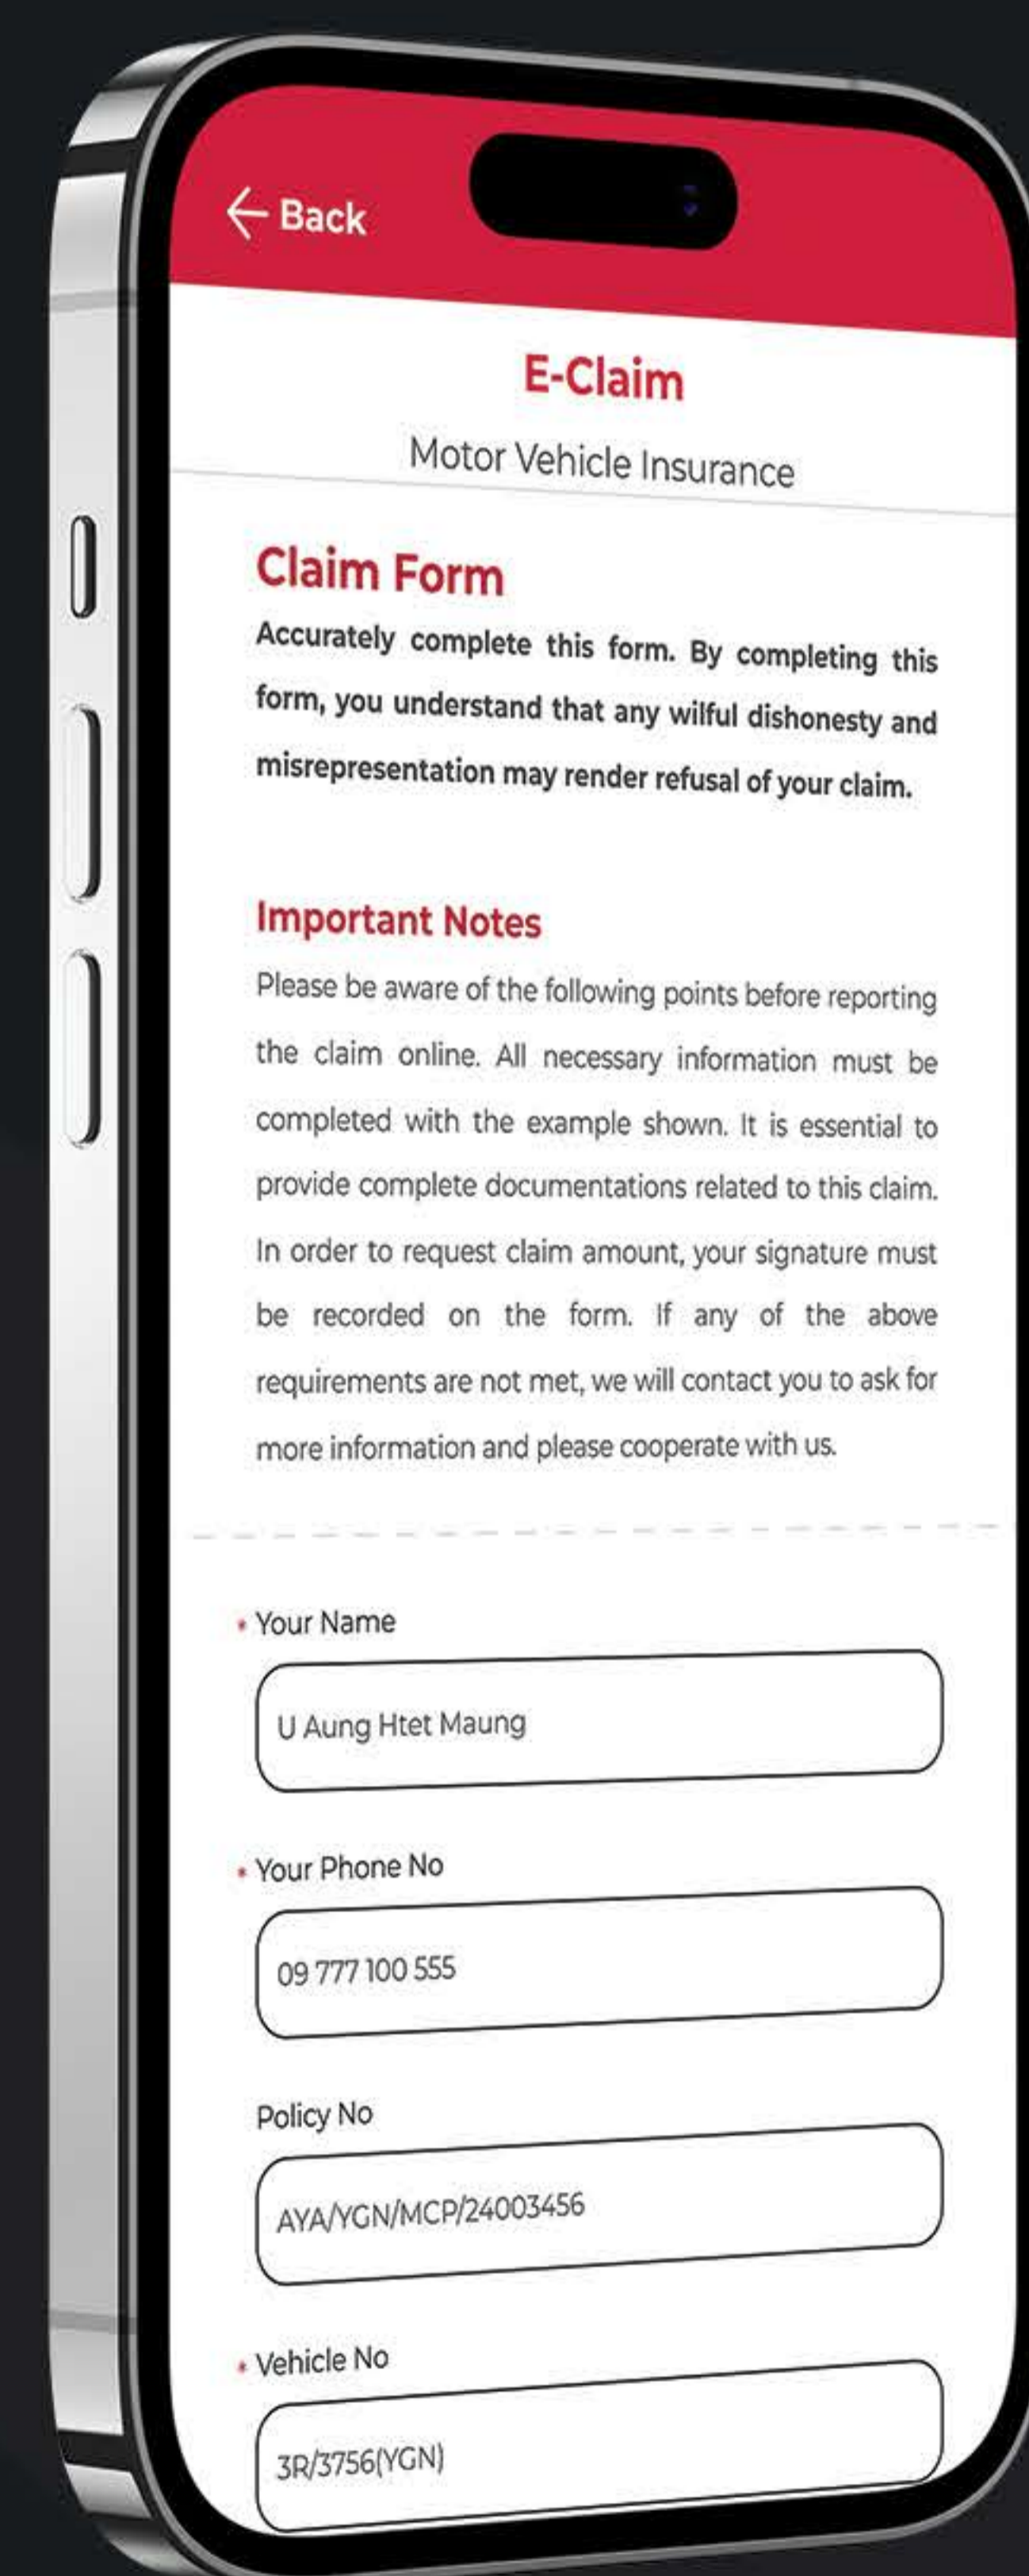 ← Back
E-Claim
Motor Vehicle Insurance
Claim Form
Accurately complete this form. By completing this
form, you understand that any wilful dishonesty and
misrepresentation may render refusal of your claim.
Important Notes
Please be aware of the following points before reporting
the claim online. All necessary information must be
completed with the example shown. It is essential to
provide complete documentations related to this claim.
In order to request claim amount, your signature must
be recorded on the form. If any of the above
requirements are not met, we will contact you to ask for
more information and please cooperate with us.
* Your Name
U Aung Htet Maung
* Your Phone No
09 777 100 555
Policy No
AYA/YGN/MCP/24003456
* Vehicle No
3R/3756(YGN)